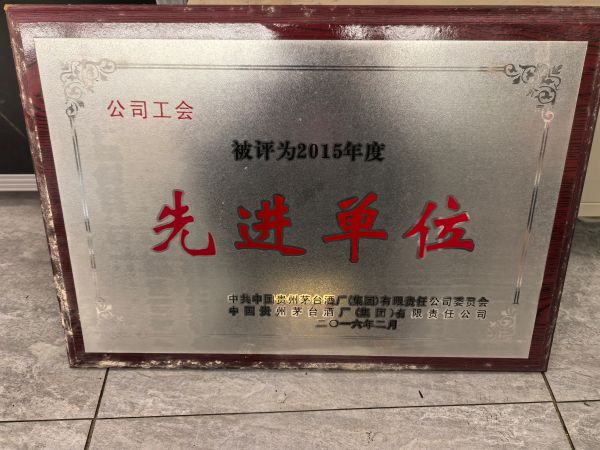 公司工会
被评为2015年度
先进单位
中共中国贵州茅台酒厂(集团)有限责任公司委员会
中国贵州茅台酒厂(集团)有限责任公司
二〇一六年二月